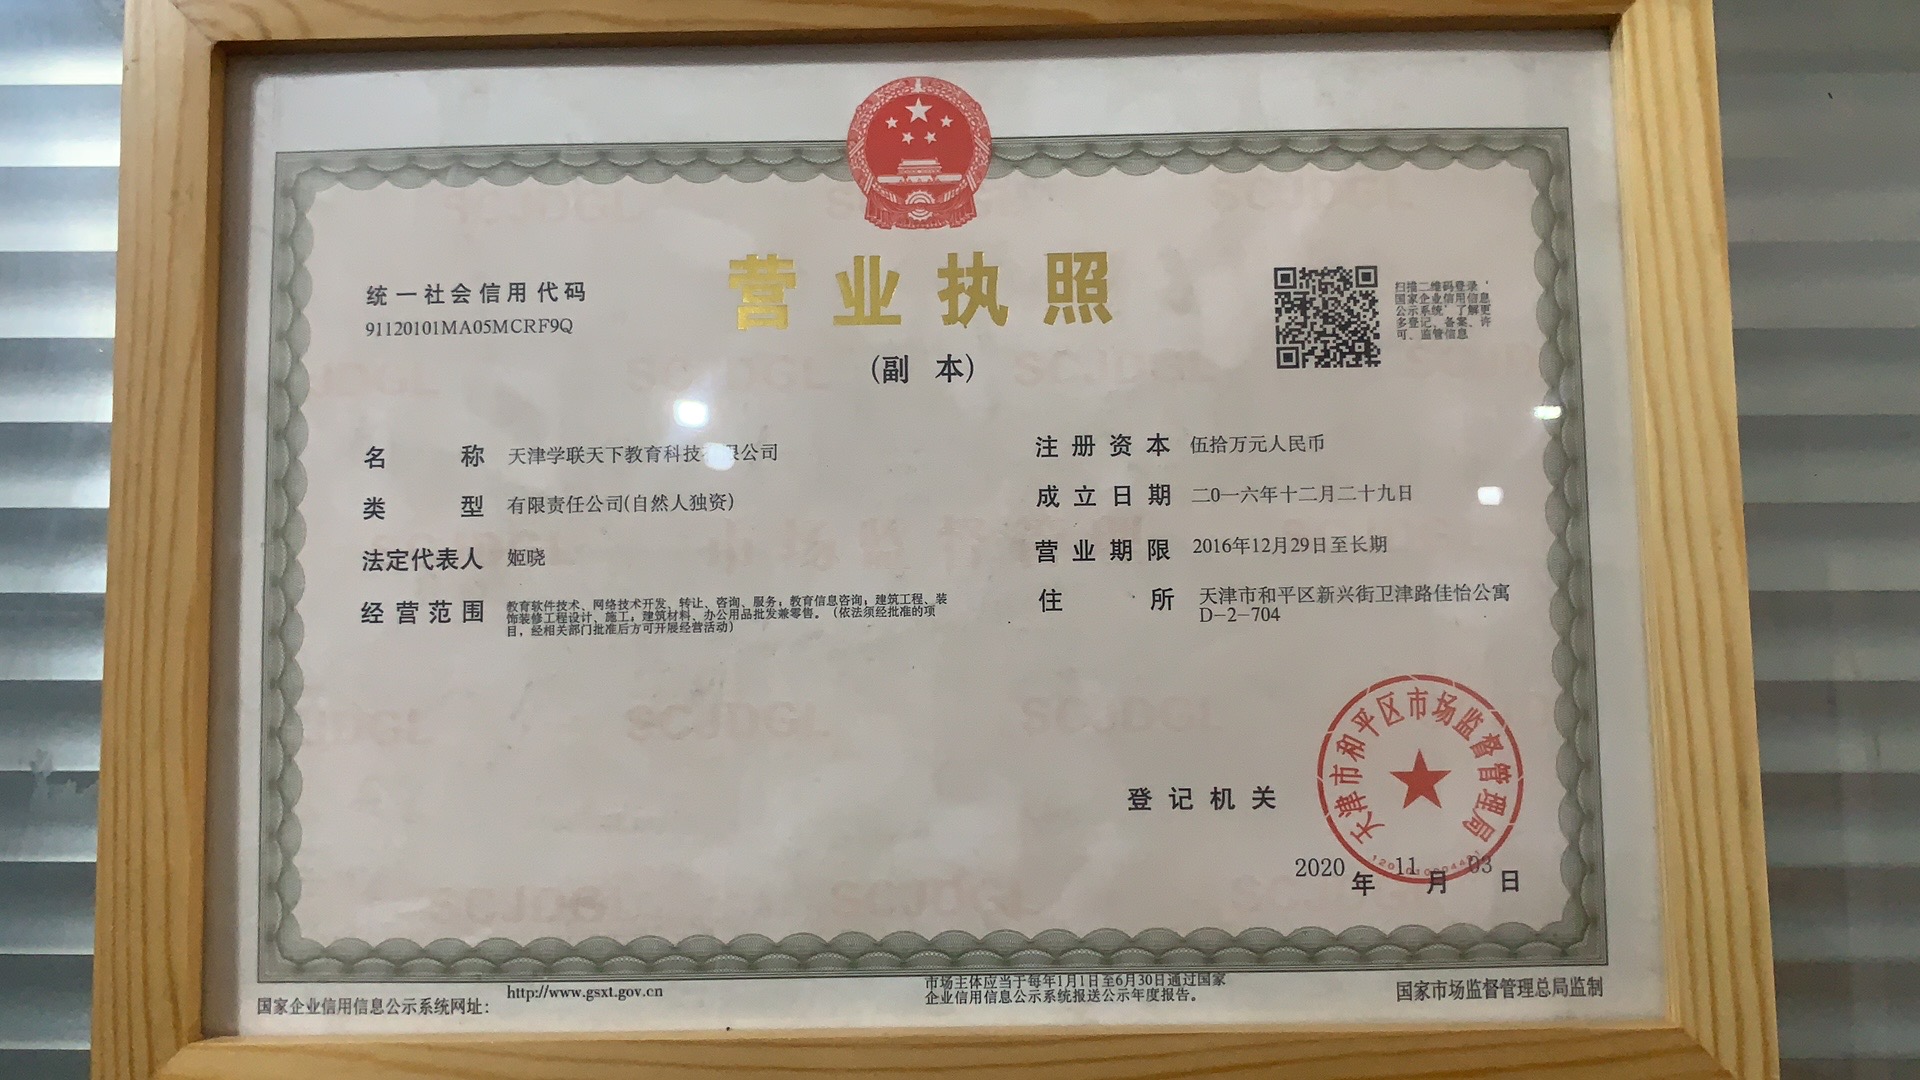 营业执照
(副 本)
统一社会信用代码
91120101MA05MCRF9Q
扫描二维码登录'
国家企业信用信息
公示系统'了解更
多登记、备案、许
可、监管信息
名 称 天津学联天下教育科技 限公司
类 型 有限责任公司(自然人独资)
法定代表人 姬晓
经营范围 教育软件技术、网络技术开发、转让、咨询、服务；教育信息咨询；建筑工程、装
饰装修工程设计、施工；建筑材料、办公用品批发兼零售。（依法须经批准的项
目，经相关部门批准后方可开展经营活动）
注册资本 伍拾万元人民币
成立日期 二0一六年十二月二十九日
营业期限 2016年12月29日至长期
住 所 天津市和平区新兴街卫津路佳怡公寓
D-2-704
登记机关
天津市和平区市场监督管理局
2020 年 11 月 03 日
国家企业信用信息公示系统网址： http://www.gsxt.gov.cn
市场主体应当于每年1月1日至6月30日通过国家
企业信用信息公示系统报送公示年度报告。
国家市场监督管理总局监制
SCJDGL